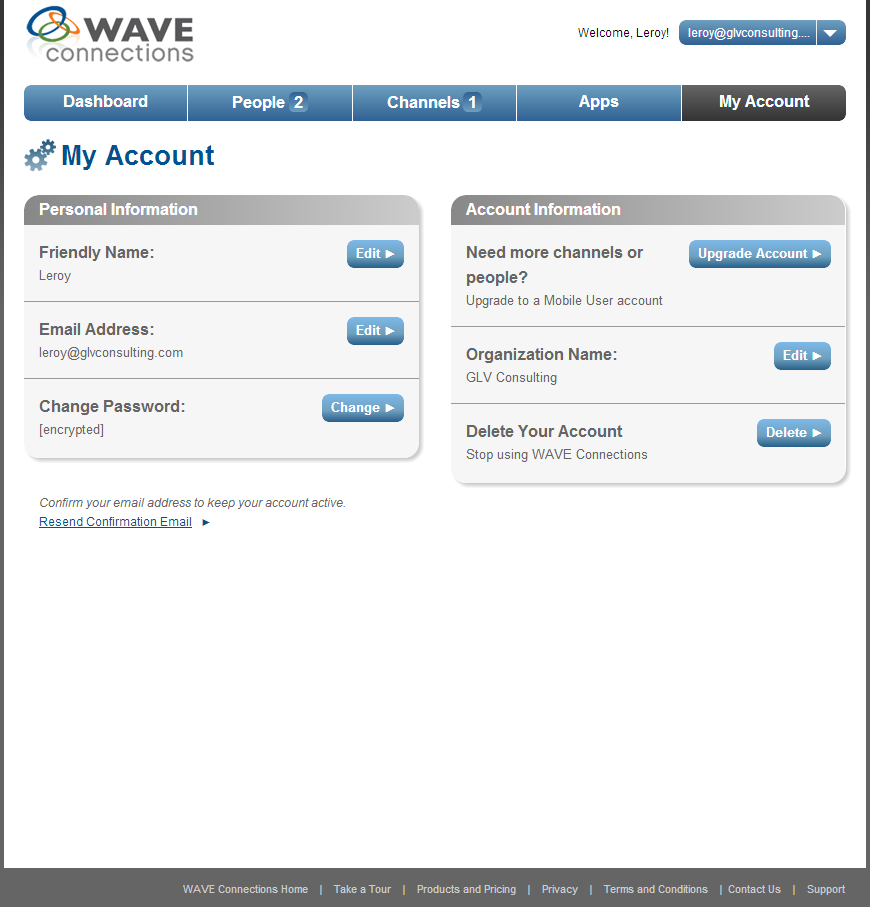 WAVE
connections
Welcome, Leroy!
leroy@glvconsulting....
Dashboard
People 2
Channels 1
Apps
My Account
My Account
Personal Information
Friendly Name:
Edit ►
Leroy
Email Address:
Edit ►
leroy@glvconsulting.com
Change Password:
Change ►
[encrypted]
Confirm your email address to keep your account active.
Resend Confirmation Email ►
Account Information
Need more channels or
people?
Upgrade Account ►
Upgrade to a Mobile User account
Organization Name:
Edit ►
GLV Consulting
Delete Your Account
Delete ►
Stop using WAVE Connections
WAVE Connections Home | Take a Tour | Products and Pricing | Privacy | Terms and Conditions | Contact Us | Support